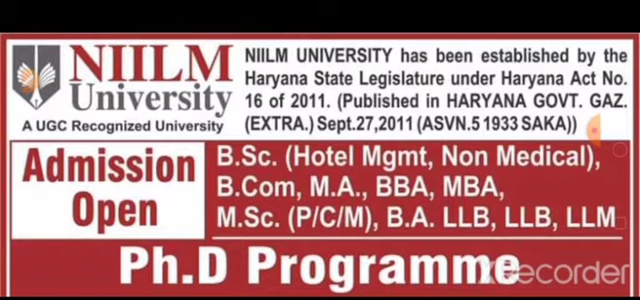 NIILM
University
A UGC Recognized University
NIILM UNIVERSITY has been established by the
Haryana State Legislature under Haryana Act No.
16 of 2011. (Published in HARYANA GOVT. GAZ.
(EXTRA.) Sept.27,2011 (ASVN.5 1933 SAKA))
Admission
Open
B.Sc. (Hotel Mgmt, Non Medical),
B.Com, M.A., BBA, MBA,
M.Sc. (P/C/M), B.A. LLB, LLB, LLM
Ph.D Programme
XRecorder